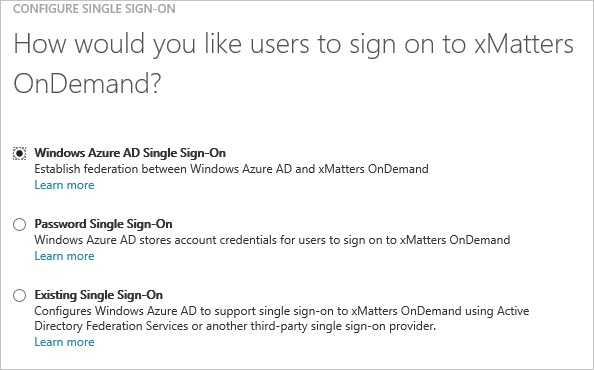 CONFIGURE SINGLE SIGN-ON
How would you like users to sign on to xMatters
OnDemand?
Windows Azure AD Single Sign-On
Establish federation between Windows Azure AD and xMatters OnDemand
Learn more
Password Single Sign-On
Windows Azure AD stores account credentials for users to sign on to xMatters OnDemand
Learn more
Existing Single Sign-On
Configures Windows Azure AD to support single sign-on to xMatters OnDemand using Active
Directory Federation Services or another third-party single sign-on provider.
Learn more